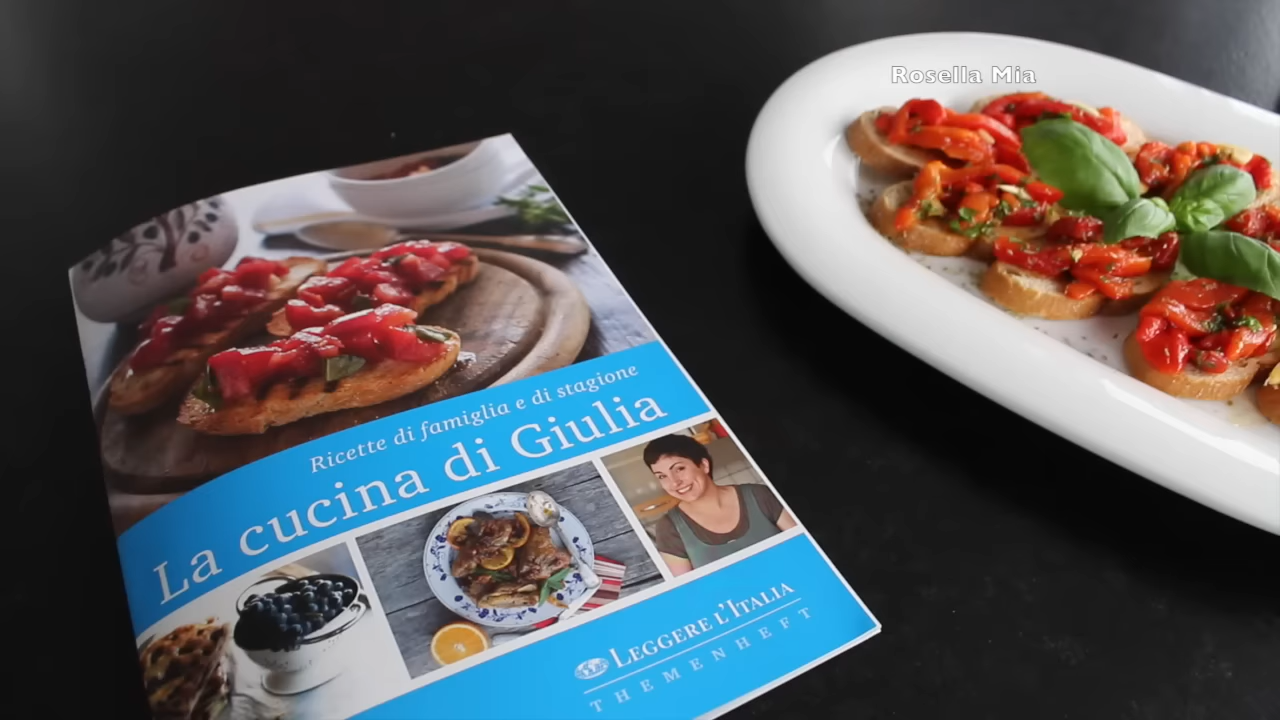 Rosella Mia
Ricette di famiglia e di stagione
La cucina di Giulia
LEGGERE L'ITALIA
THEMENHEFT